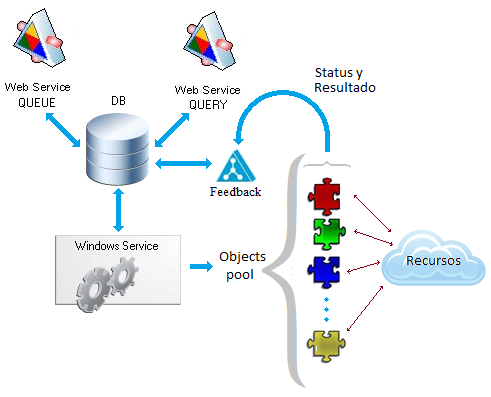 Web Service
QUEUE
DB
Web Service
QUERY
Status y
Resultado
Feedback
Windows Service
Objects
pool
Recursos